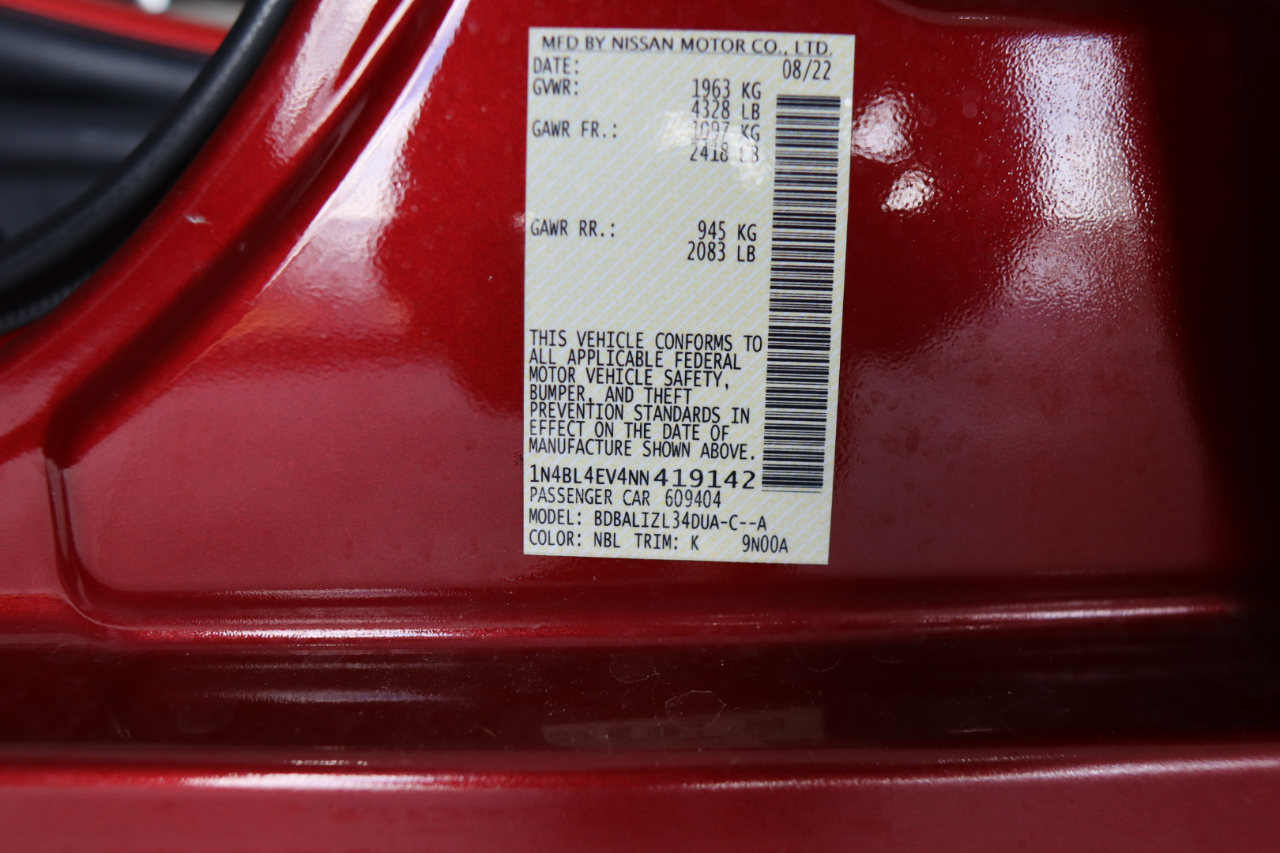 MFD BY NISSAN MOTOR CO., LTD.
DATE: 08/22
GVWR: 1963 KG
4328 LB
GAWR FR.: 1097 KG
2418 LB
GAWR RR.: 945 KG
2083 LB
THIS VEHICLE CONFORMS TO
ALL APPLICABLE FEDERAL
MOTOR VEHICLE SAFETY,
BUMPER, AND THEFT
PREVENTION STANDARDS IN
EFFECT ON THE DATE OF
MANUFACTURE SHOWN ABOVE.
1N4BL4EV4NN419142
PASSENGER CAR 609404
MODEL: BDBALIZL34DUA-C--A
COLOR: NBL TRIM: K 9N00A